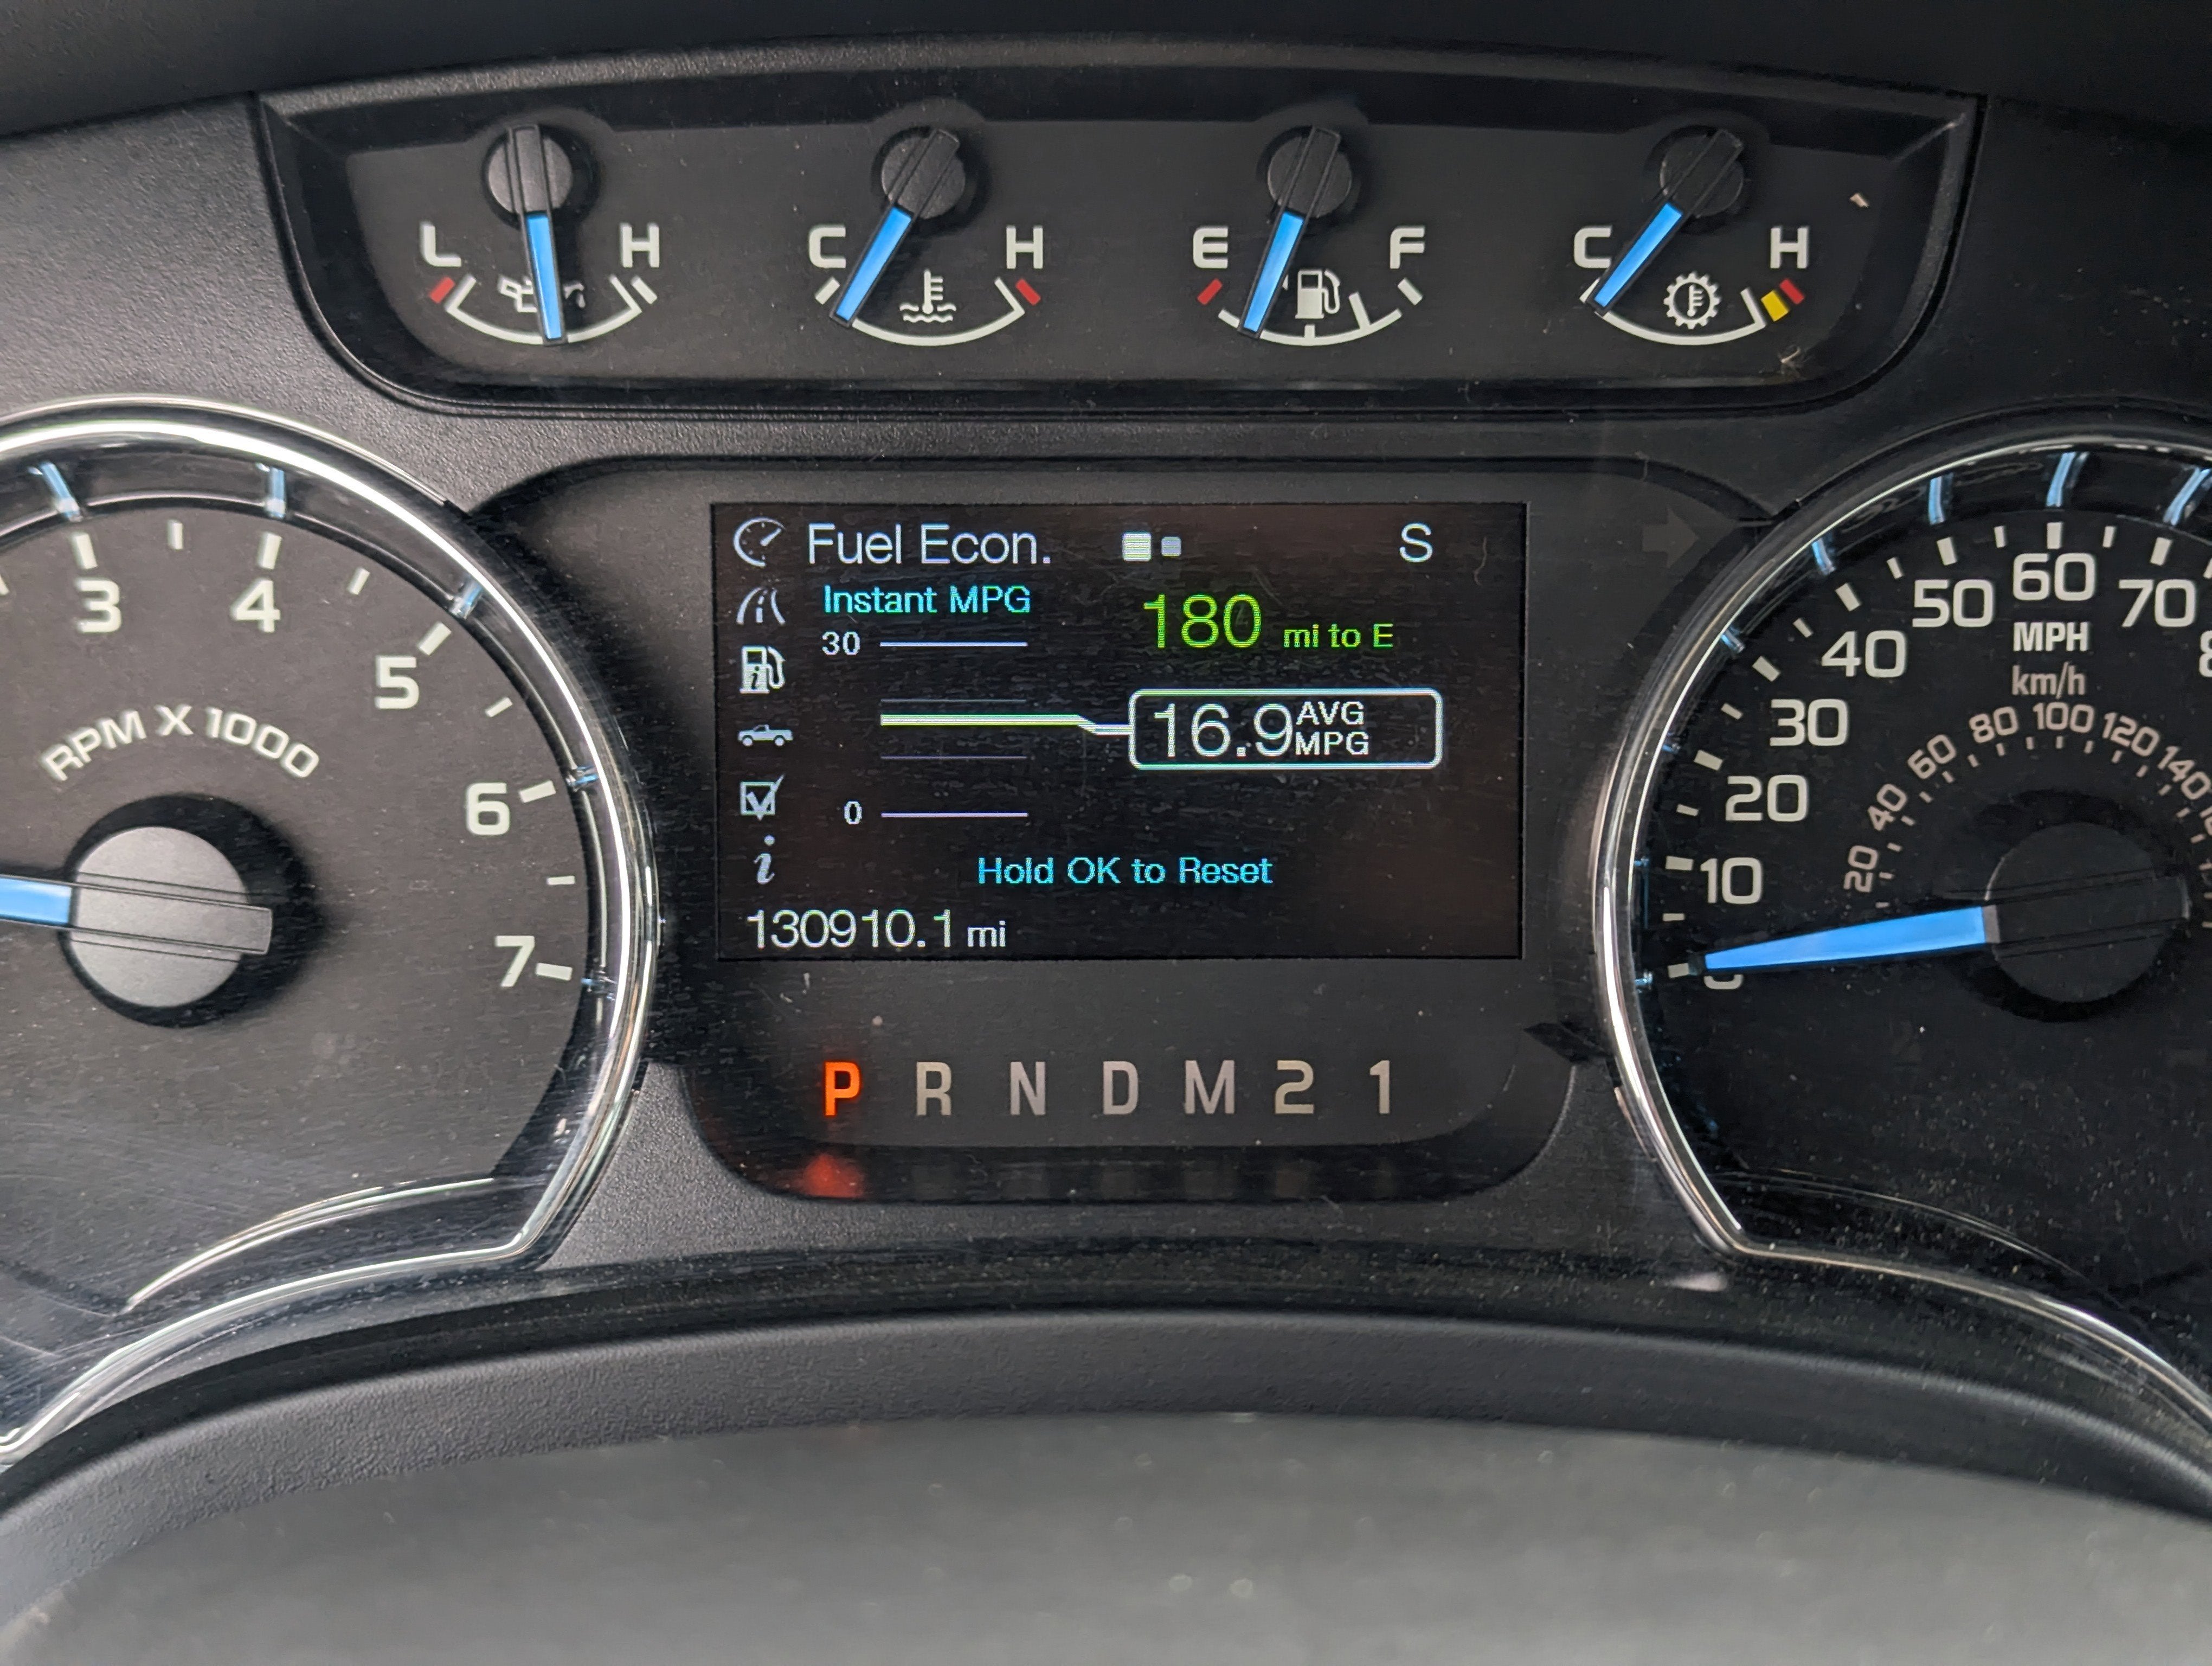 L H C H E F C H
Fuel Econ. S
Instant MPG
180 mi to E
30
16.9 AVG MPG
0
Hold OK to Reset
130910.1 mi
P R N D M 2 1
3 4 5 6 7
RPM X 1000
0 10 20 30 40 50 60 70
MPH
km/h
20 40 60 80 100 120 140